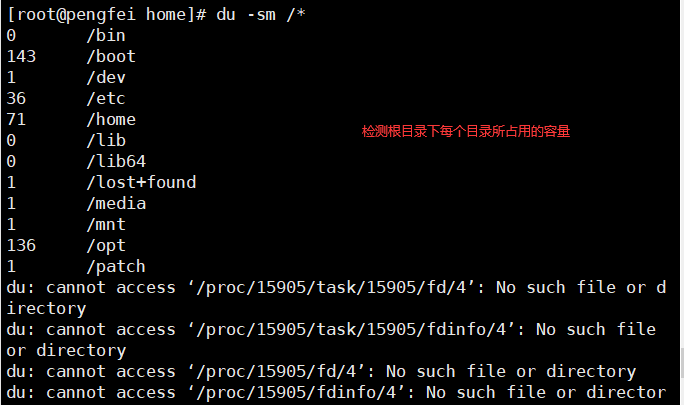 [root@pengfei home]# du -sm /*
0 /bin
143 /boot
1 /dev
36 /etc
71 /home
检测根目录下每个目录所占用的容量
0 /lib
0 /lib64
1 /lost+found
1 /media
1 /mnt
136 /opt
1 /patch
du: cannot access ‘/proc/15905/task/15905/fd/4’: No such file or d
irectory
du: cannot access ‘/proc/15905/task/15905/fdinfo/4’: No such file
or directory
du: cannot access ‘/proc/15905/fd/4’: No such file or directory
du: cannot access ‘/proc/15905/fdinfo/4’: No such file or director